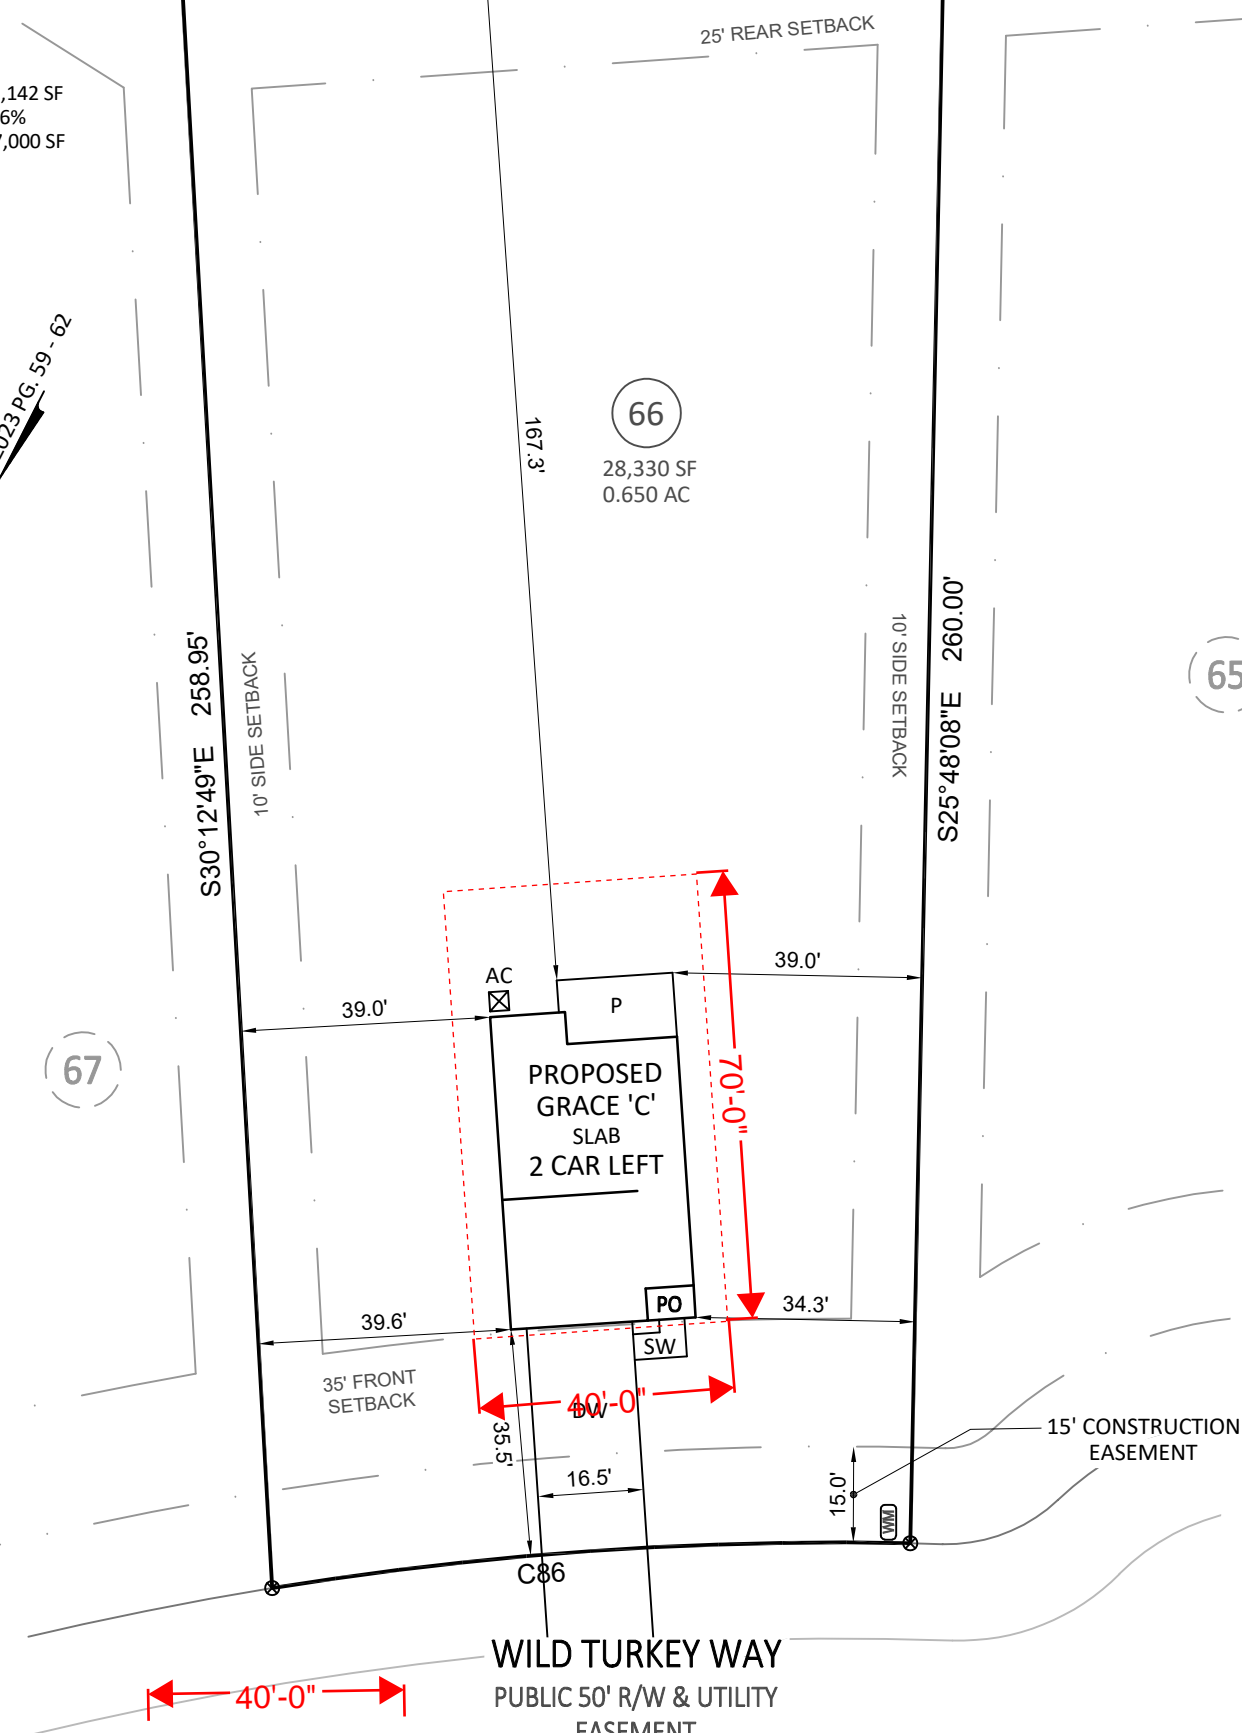 25' REAR SETBACK
,142 SF
6%
,000 SF
023 PG. 59 - 62
167.3'
66
28,330 SF
0.650 AC
S30°12'49"E 258.95'
10' SIDE SETBACK
10' SIDE SETBACK
S25°48'08"E 260.00'
65
67
AC
39.0'
39.0'
P
PROPOSED
GRACE 'C'
SLAB
2 CAR LEFT
70'-0"
PO
39.6'
34.3'
SW
35' FRONT
SETBACK
40'-0"
DW
35.5'
16.5'
15.0'
15' CONSTRUCTION
EASEMENT
WM
C86
WILD TURKEY WAY
PUBLIC 50' R/W & UTILITY
EASEMENT
40'-0"